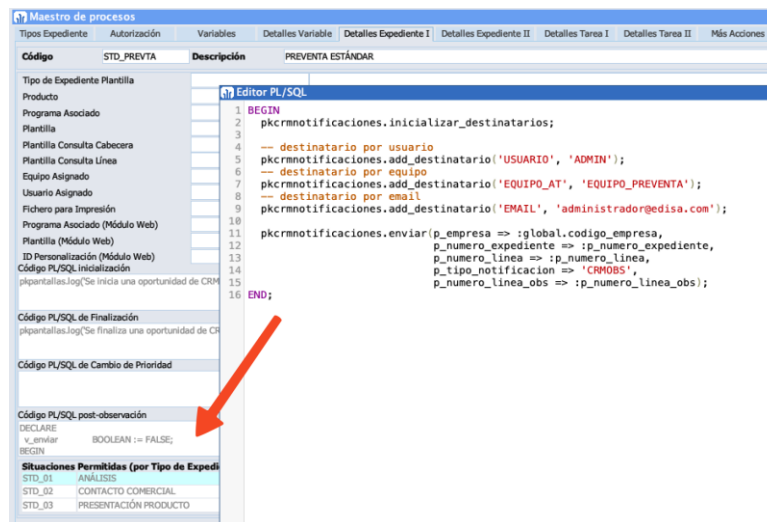 Maestro de procesos
Tipos Expediente Autorización Variables Detalles Variable Detalles Expediente I Detalles Expediente II Detalles Tarea I Detalles Tarea II Más Acciones
Código STD_PREVTA Descripción PREVENTA ESTÁNDAR
Tipo de Expediente Plantilla
Producto
Programa Asociado
Plantilla
Plantilla Consulta Cabecera
Plantilla Consulta Línea
Equipo Asignado
Usuario Asignado
Fichero para Impresión
Programa Asociado (Módulo Web)
Plantilla (Módulo Web)
ID Personalización (Módulo Web)
Código PL/SQL inicialización
pkpantallas.log('Se inicia una oportunidad de CRM
Código PL/SQL de Finalización
pkpantallas.log('Se finaliza una oportunidad de CR
Código PL/SQL de Cambio de Prioridad
Código PL/SQL post-observación
DECLARE
v_enviar BOOLEAN := FALSE;
BEGIN
Situaciones Permitidas (por Tipo de Expedi
STD_01 ANÁLISIS
STD_02 CONTACTO COMERCIAL
STD_03 PRESENTACIÓN PRODUCTO
Editor PL/SQL
1 BEGIN
2 pkcrmnotificaciones.inicializar_destinatarios;
3
4 -- destinatario por usuario
5 pkcrmnotificaciones.add_destinatario('USUARIO', 'ADMIN');
6 -- destinatario por equipo
7 pkcrmnotificaciones.add_destinatario('EQUIPO_AT', 'EQUIPO_PREVENTA');
8 -- destinatario por email
9 pkcrmnotificaciones.add_destinatario('EMAIL', 'administrador@edisa.com');
10
11 pkcrmnotificaciones.enviar(p_empresa => :global.codigo_empresa,
12 p_numero_expediente => :p_numero_expediente,
13 p_numero_linea => :p_numero_linea,
14 p_tipo_notificacion => 'CRMOBS',
15 p_numero_linea_obs => :p_numero_linea_obs);
16 END;